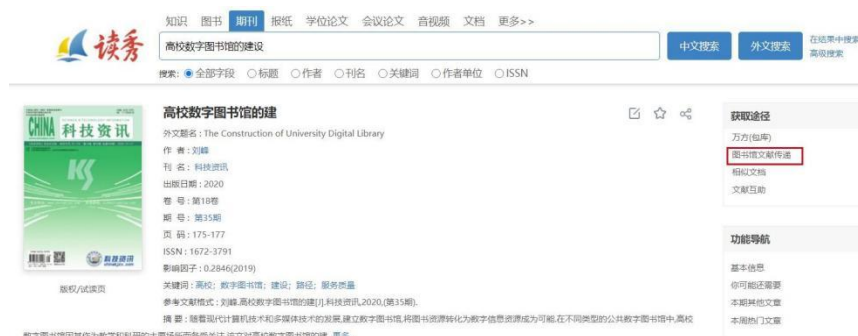 知识 图书 期刊 报纸 学位论文 会议论文 音视频 文档 更多>>
读秀
高校数字图书馆的建设
中文搜索
外文搜索
在结果中搜索
高级搜索
搜索: 全部字段 标题 作者 刊名 关键词 作者单位 ISSN
CHINA 科技资讯
版权/试读页
高校数字图书馆的建
外文题名:The Construction of University Digital Library
作 者:刘峰
刊 名:科技资讯
出版日期:2020
卷 号:第18卷
期 号:第35期
页 码:175-177
ISSN:1672-3791
影响因子:0.2846(2019)
关键词:高校; 数字图书馆; 建设; 路径; 服务质量
参考文献格式:刘峰.高校数字图书馆的建[J].科技资讯,2020,(第35期).
摘 要:随着现代计算机技术和多媒体技术的发展,建立数字图书馆,将图书资源转化为数字信息资源成为可能,在不同类型的公共数字图书馆中,高校
获取途径
万方(包库)
图书馆文献传递
相似文档
文献互助
功能导航
基本信息
你可能还需要
本期其他文章
本周热门文章